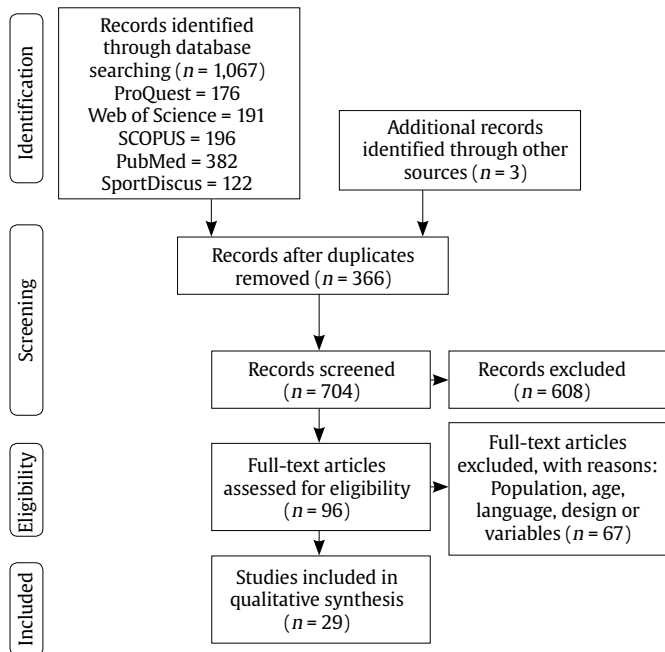 Identification
Records identified
through database
searching (n = 1,067)
ProQuest = 176
Web of Science = 191
SCOPUS = 196
PubMed = 382
SportDiscus = 122
Additional records
identified through other
sources (n = 3)
Screening
Records after duplicates
removed (n = 366)
Records screened
(n = 704)
Records excluded
(n = 608)
Eligibility
Full-text articles
assessed for eligibility
(n = 96)
Full-text articles
excluded, with reasons:
Population, age,
language, design or
variables (n = 67)
Included
Studies included in
qualitative synthesis
(n = 29)